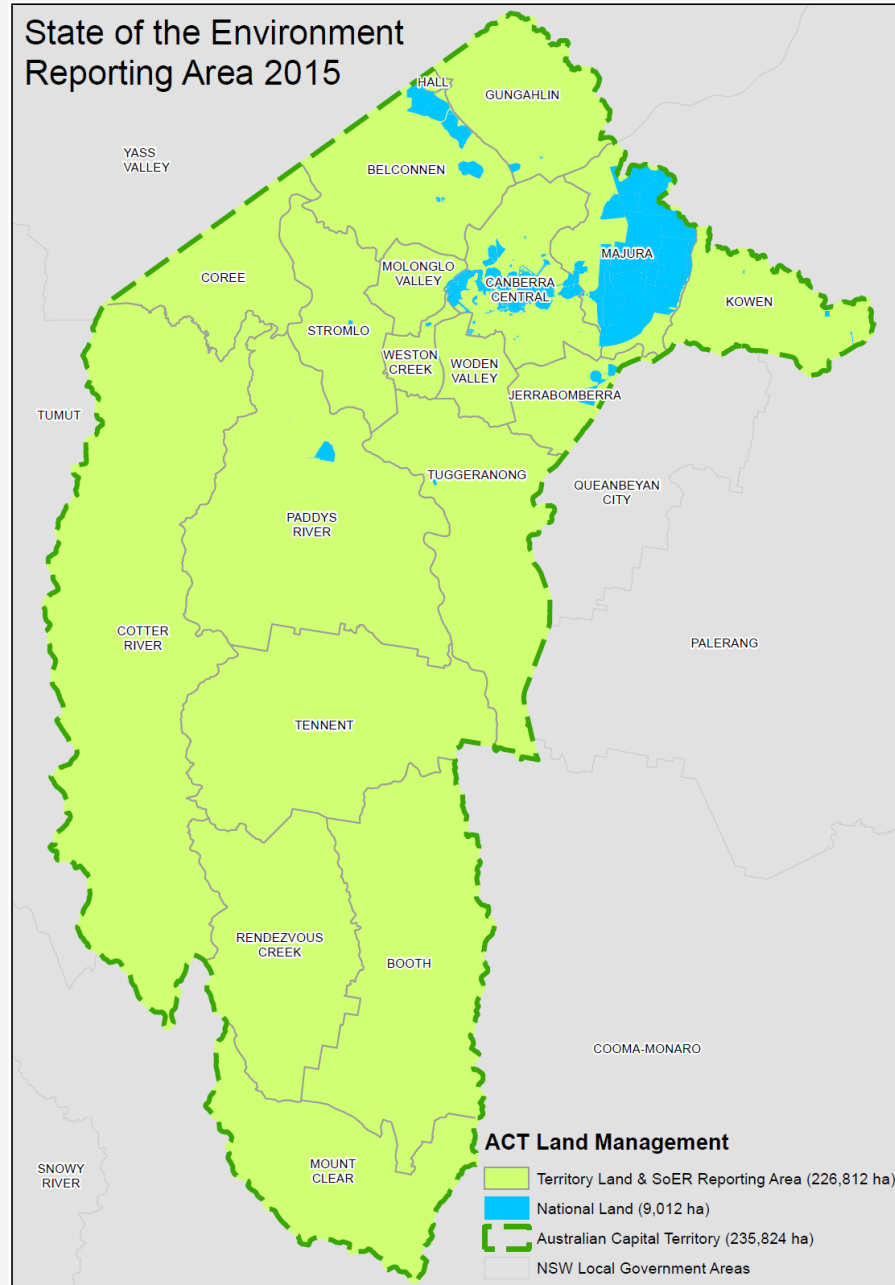 State of the Environment
Reporting Area 2015
HALL
GUNGAHLIN
YASS
VALLEY
BELCONNEN
COREE
MOLONGLO
VALLEY
CANBERRA
CENTRAL
MAJURA
KOWEN
STROMLO
WESTON
CREEK
WODEN
VALLEY
JERRABOMBERRA
TUMUT
TUGGERANONG
QUEANBEYAN
CITY
PADDYS
RIVER
COTTER
RIVER
PALERANG
TENNENT
RENDEZVOUS
CREEK
BOOTH
COOMA-MONARO
SNOWY
RIVER
MOUNT
CLEAR
ACT Land Management
Territory Land & SoER Reporting Area (226,812 ha)
National Land (9,012 ha)
Australian Capital Territory (235,824 ha)
NSW Local Government Areas